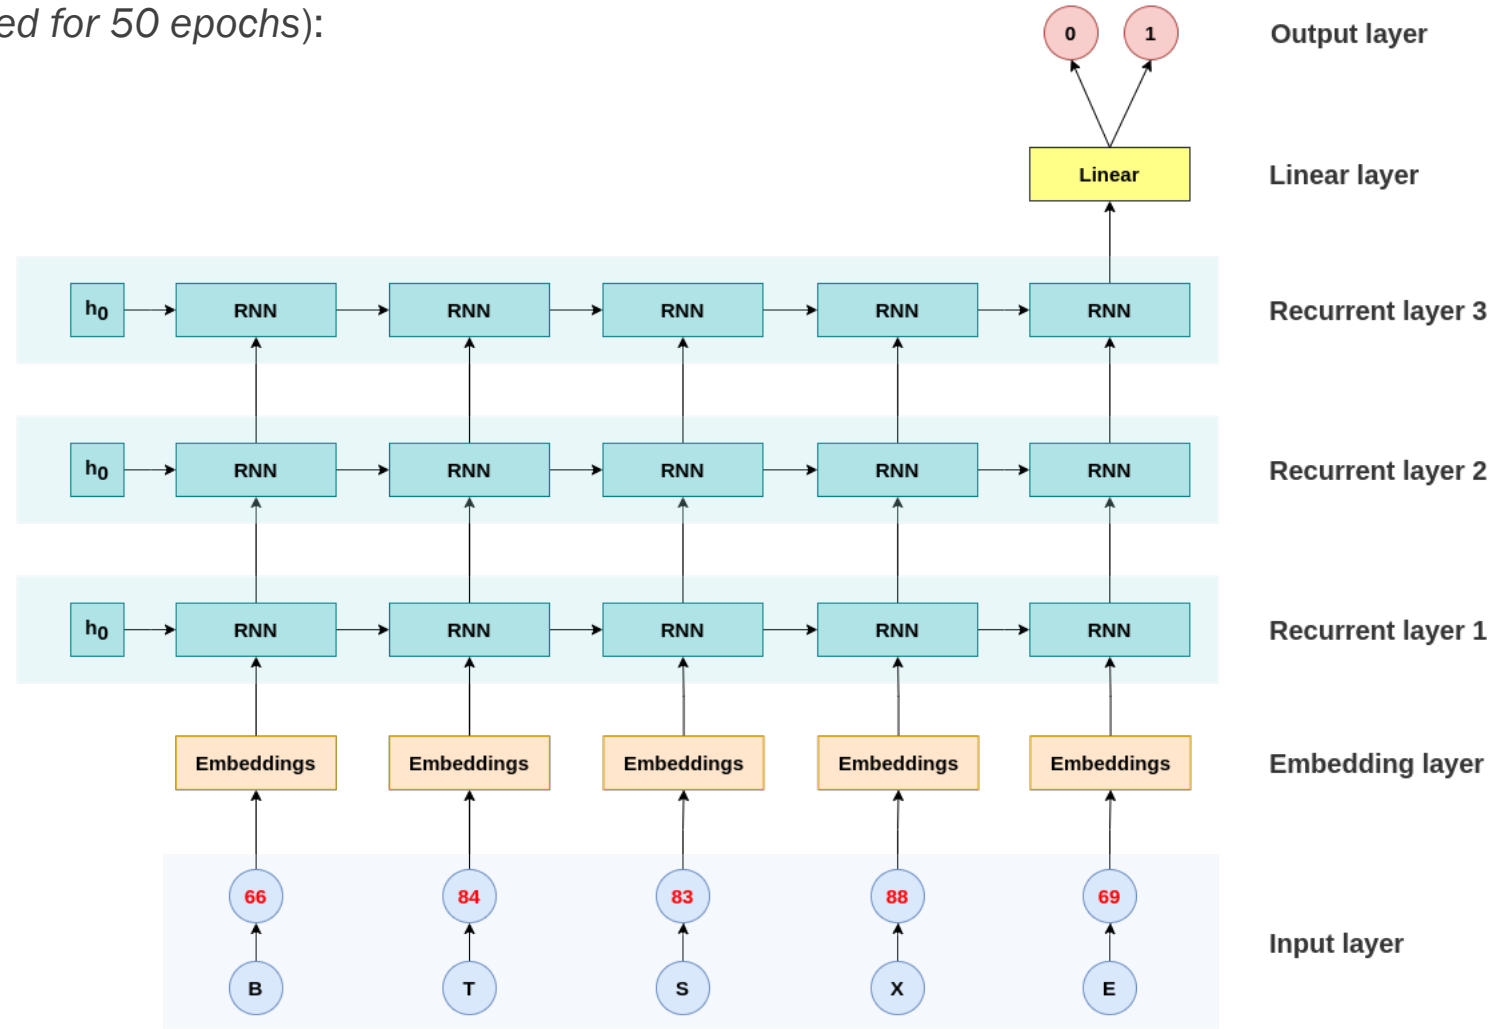 ed for 50 epochs):
0 1 Output layer
Linear Linear layer
h0 RNN RNN RNN RNN RNN Recurrent layer 3
h0 RNN RNN RNN RNN RNN Recurrent layer 2
h0 RNN RNN RNN RNN RNN Recurrent layer 1
Embeddings Embeddings Embeddings Embeddings Embeddings Embedding layer
66 84 83 88 69
Input layer
B T S X E